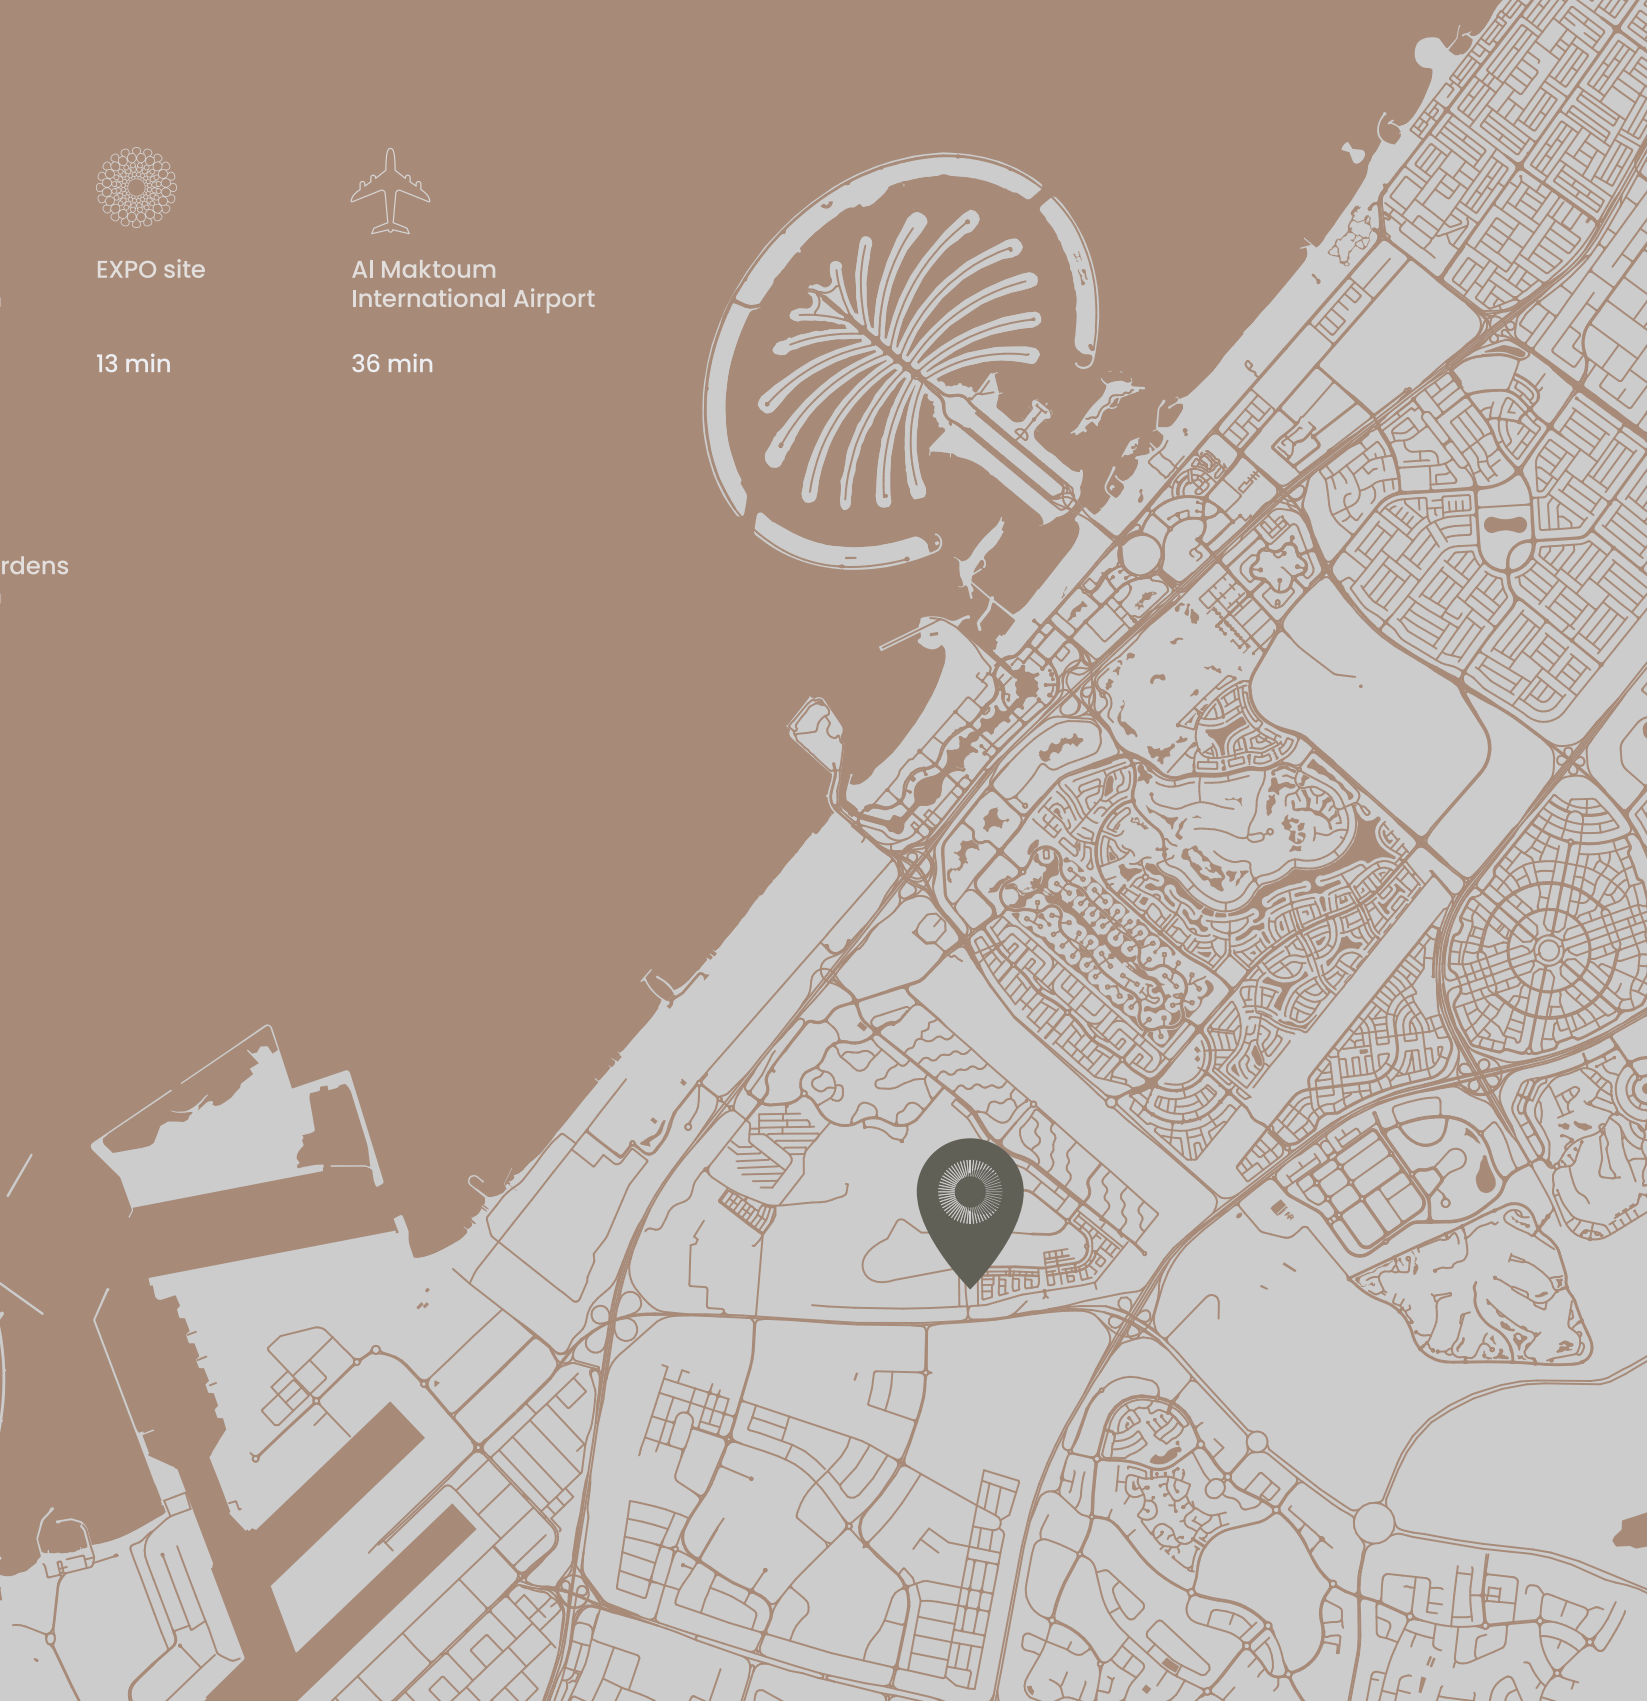 EXPO site
13 min
Al Maktoum
International Airport
36 min
rdens